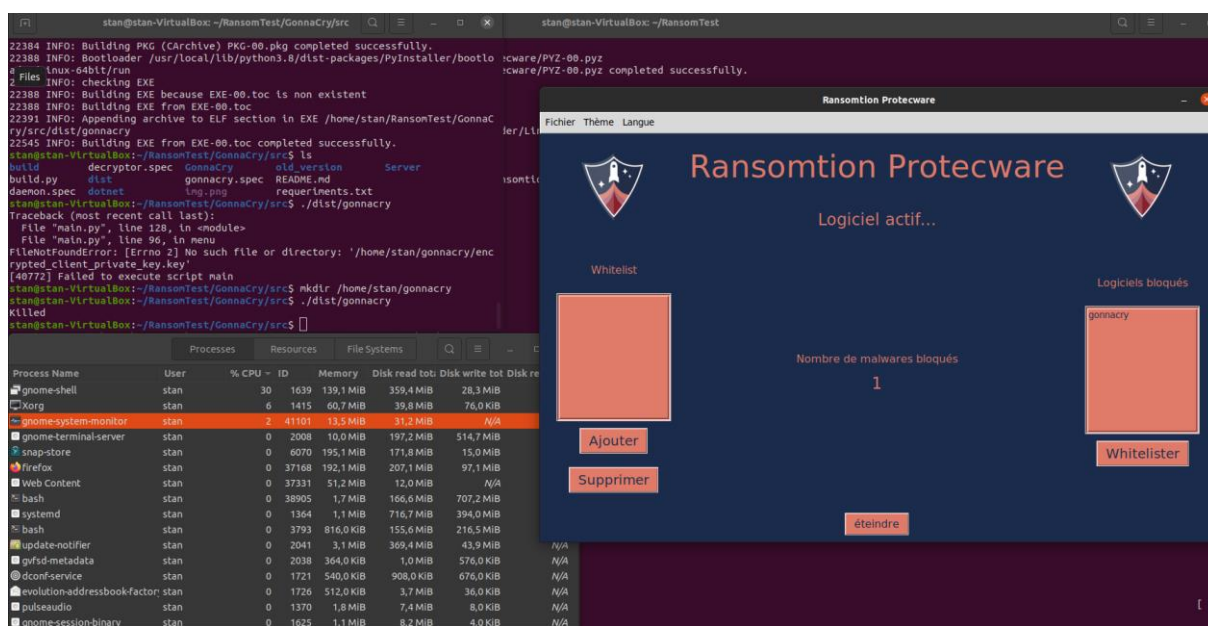 stan@stan-VirtualBox: ~/RansomTest/GonnaCry/src
22384 INFO: Building PKG (CArchive) PKG-00.pkg completed successfully.
22388 INFO: Bootloader /usr/local/lib/python3.8/dist-packages/PyInstaller/bootlo
inux-64bit/run
Files
22388 INFO: checking EXE
22388 INFO: Building EXE because EXE-00.toc is non existent
22388 INFO: Building EXE from EXE-00.toc
22391 INFO: Appending archive to ELF section in EXE /home/stan/RansomTest/GonnaC
ry/src/dist/gonnacry
22545 INFO: Building EXE from EXE-00.toc completed successfully.
stan@stan-VirtualBox:~/RansomTest/GonnaCry/src$ ls
build decryptor.spec GonnaCry old_version Server
build.py dist gonnacry.spec README.md
daemon.spec dotnet img.png requeriments.txt
stan@stan-VirtualBox:~/RansomTest/GonnaCry/src$ ./dist/gonnacry
Traceback (most recent call last):
File "main.py", line 128, in <module>
File "main.py", line 96, in menu
FileNotFoundError: [Errno 2] No such file or directory: '/home/stan/gonnacry/enc
rypted_client_private_key.key'
[40772] Failed to execute script main
stan@stan-VirtualBox:~/RansomTest/GonnaCry/src$ mkdir /home/stan/gonnacry
stan@stan-VirtualBox:~/RansomTest/GonnaCry/src$ ./dist/gonnacry
Killed
stan@stan-VirtualBox:~/RansomTest/GonnaCry/src$
stan@stan-VirtualBox: ~/RansomTest
ecware/PYZ-00.pyz
ecware/PYZ-00.pyz completed successfully.
der/Li
somti
Ransomtion Protecware
Fichier Thème Langue
Ransomtion Protecware
Logiciel actif...
Whitelist
Logiciels bloqués
gonnacry
Nombre de malwares bloqués
1
Ajouter
Supprimer
Whitelister
éteindre
Processes Resources File Systems
Process Name User % CPU ID Memory Disk read tot Disk write tot Disk re
gnome-shell stan 30 1639 139,1 MiB 359,4 MiB 28,3 MiB
Xorg stan 6 1415 60,7 MiB 39,8 MiB 76,0 KiB
gnome-system-monitor stan 2 41101 13,5 MiB 31,2 MiB N/A
gnome-terminal-server stan 0 2008 10,0 MiB 197,2 MiB 514,7 MiB
snap-store stan 0 6070 195,1 MiB 171,8 MiB 15,0 MiB
firefox stan 0 37168 192,1 MiB 207,1 MiB 97,1 MiB
Web Content stan 0 37331 51,2 MiB 12,0 MiB N/A
bash stan 0 38905 1,7 MiB 166,6 MiB 707,2 MiB
systemd stan 0 1364 1,1 MiB 716,7 MiB 394,0 MiB
bash stan 0 3793 816,0 KiB 155,6 MiB 216,5 MiB
update-notifier stan 0 2041 3,1 MiB 369,4 MiB 43,9 MiB N/A
gvfsd-metadata stan 0 2038 364,0 KiB 1,0 MiB 576,0 KiB N/A
dconf-service stan 0 1721 540,0 KiB 908,0 KiB 676,0 KiB N/A
evolution-addressbook-factor stan 0 1726 512,0 KiB 3,7 MiB 36,0 KiB N/A
pulseaudio stan 0 1370 1,8 MiB 7,4 MiB 8,0 KiB N/A
gnome-session-binary stan 0 1625 1,1 MiB 8,2 MiB 4,0 KiB N/A